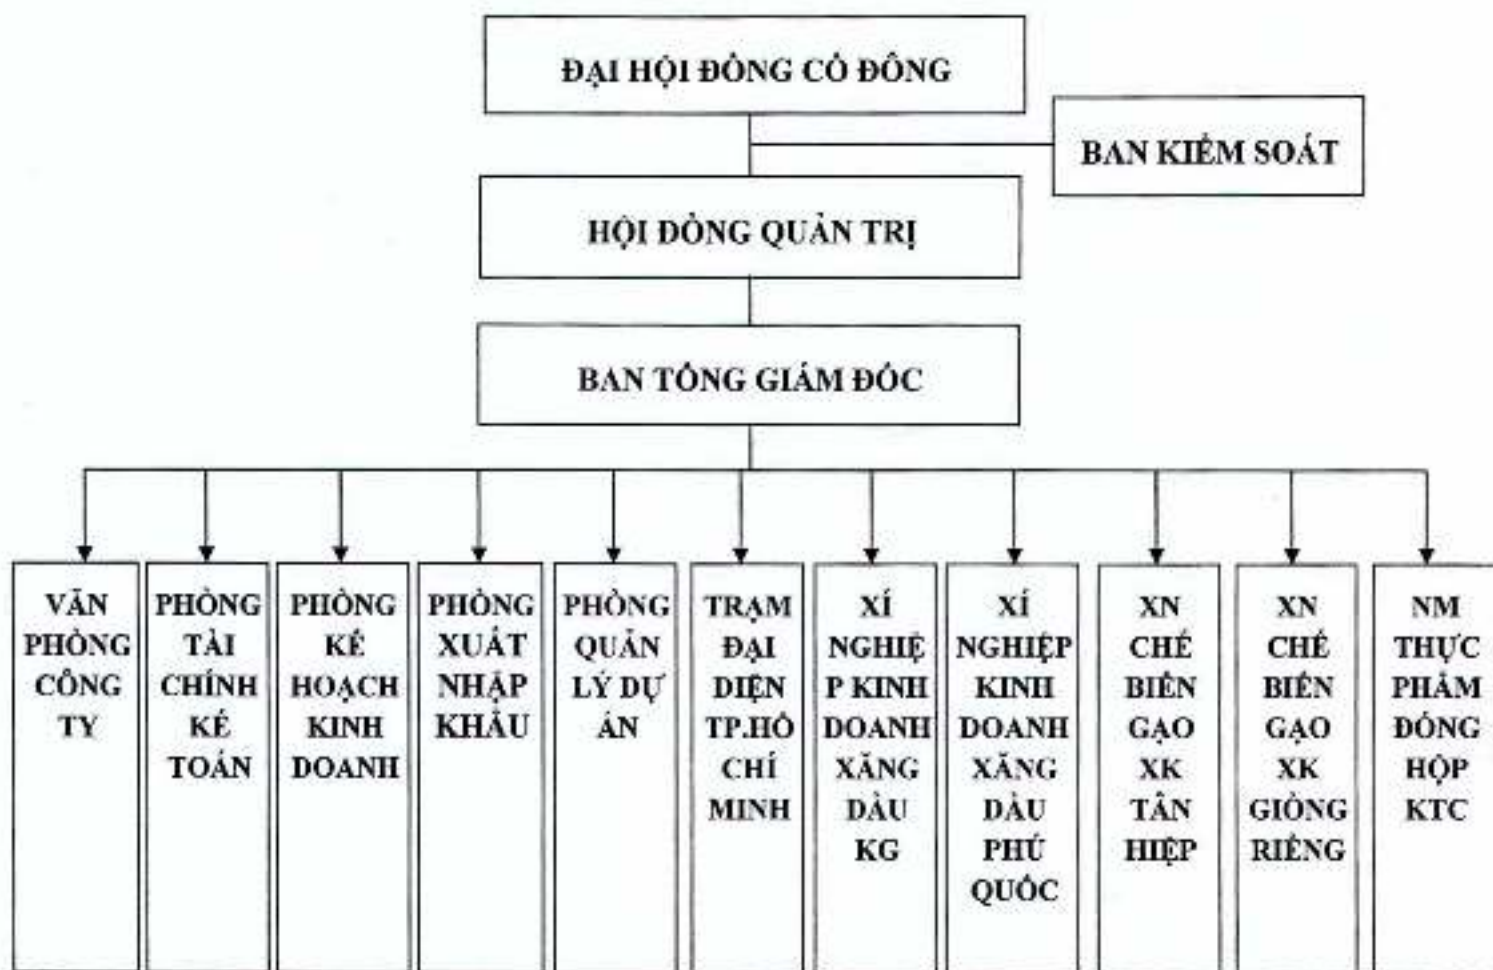 ĐẠI HỘI ĐỒNG CỔ ĐÔNG
BAN KIỂM SOÁT
HỘI ĐỒNG QUẢN TRỊ
BAN TỔNG GIÁM ĐỐC
VĂN
PHÒNG
CÔNG
TY
PHÒNG
TÀI
CHÍNH
KẾ
TOÁN
PHÒNG
KẾ
HOẠCH
KINH
DOANH
PHÒNG
XUẤT
NHẬP
KHẨU
PHÒNG
QUẢN
LÝ DỰ
ÁN
TRẠM
ĐẠI
DIỆN
TP.HỒ
CHÍ
MINH
XÍ
NGHIỆ
P KINH
DOANH
XĂNG
DẦU
KG
XÍ
NGHIỆP
KINH
DOANH
XĂNG
DẦU
PHÚ
QUỐC
XN
CHẾ
BIẾN
GẠO
XK
TÂN
HIỆP
XN
CHẾ
BIẾN
GẠO
XK
GIỒNG
RIỀNG
NM
THỰC
PHẨM
ĐÓNG
HỘP
KTC